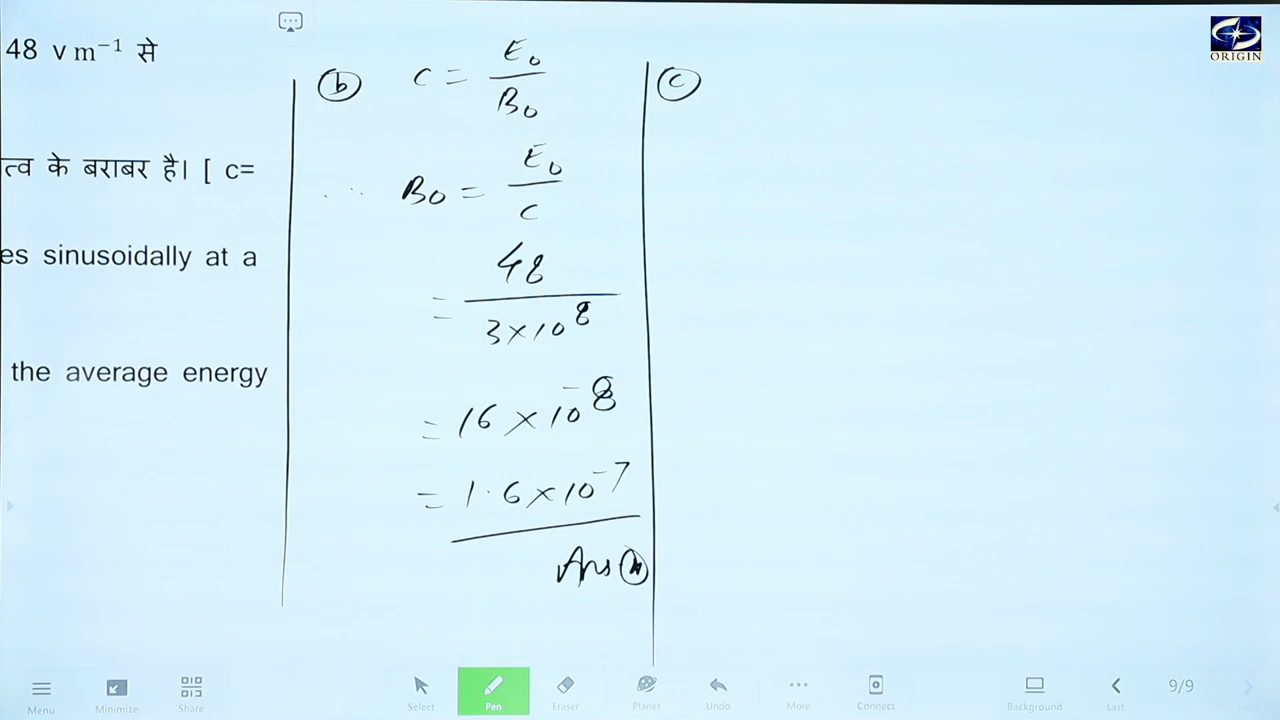 48 v m⁻¹ से
त्व के बराबर है। [ c=
es sinusoidally at a
the average energy
(b) c = E₀/B₀
∴ B₀ = E₀/c
= 48/3×10⁸
= 16 × 10⁻⁸
= 1.6 × 10⁻⁷
Ans
(c)
ORIGIN
Menu
Minimize
Share
Select
Pen
Eraser
Planet
Undo
More
Connect
Background
Last
9/9